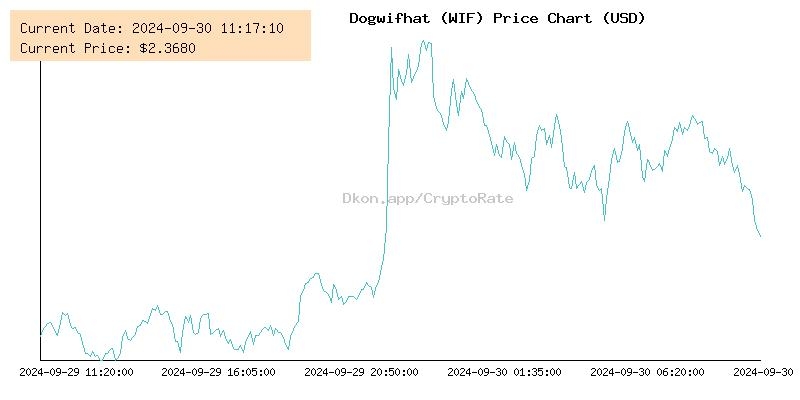 Dogwifhat (WIF) Price Chart (USD)
Current Date: 2024-09-30 11:17:10
Current Price: $2.3680
Dkon.app/CryptoRate
2024-09-29 11:20:00 2024-09-29 16:05:00 2024-09-29 20:50:00 2024-09-30 01:35:00 2024-09-30 06:20:00 2024-09-30